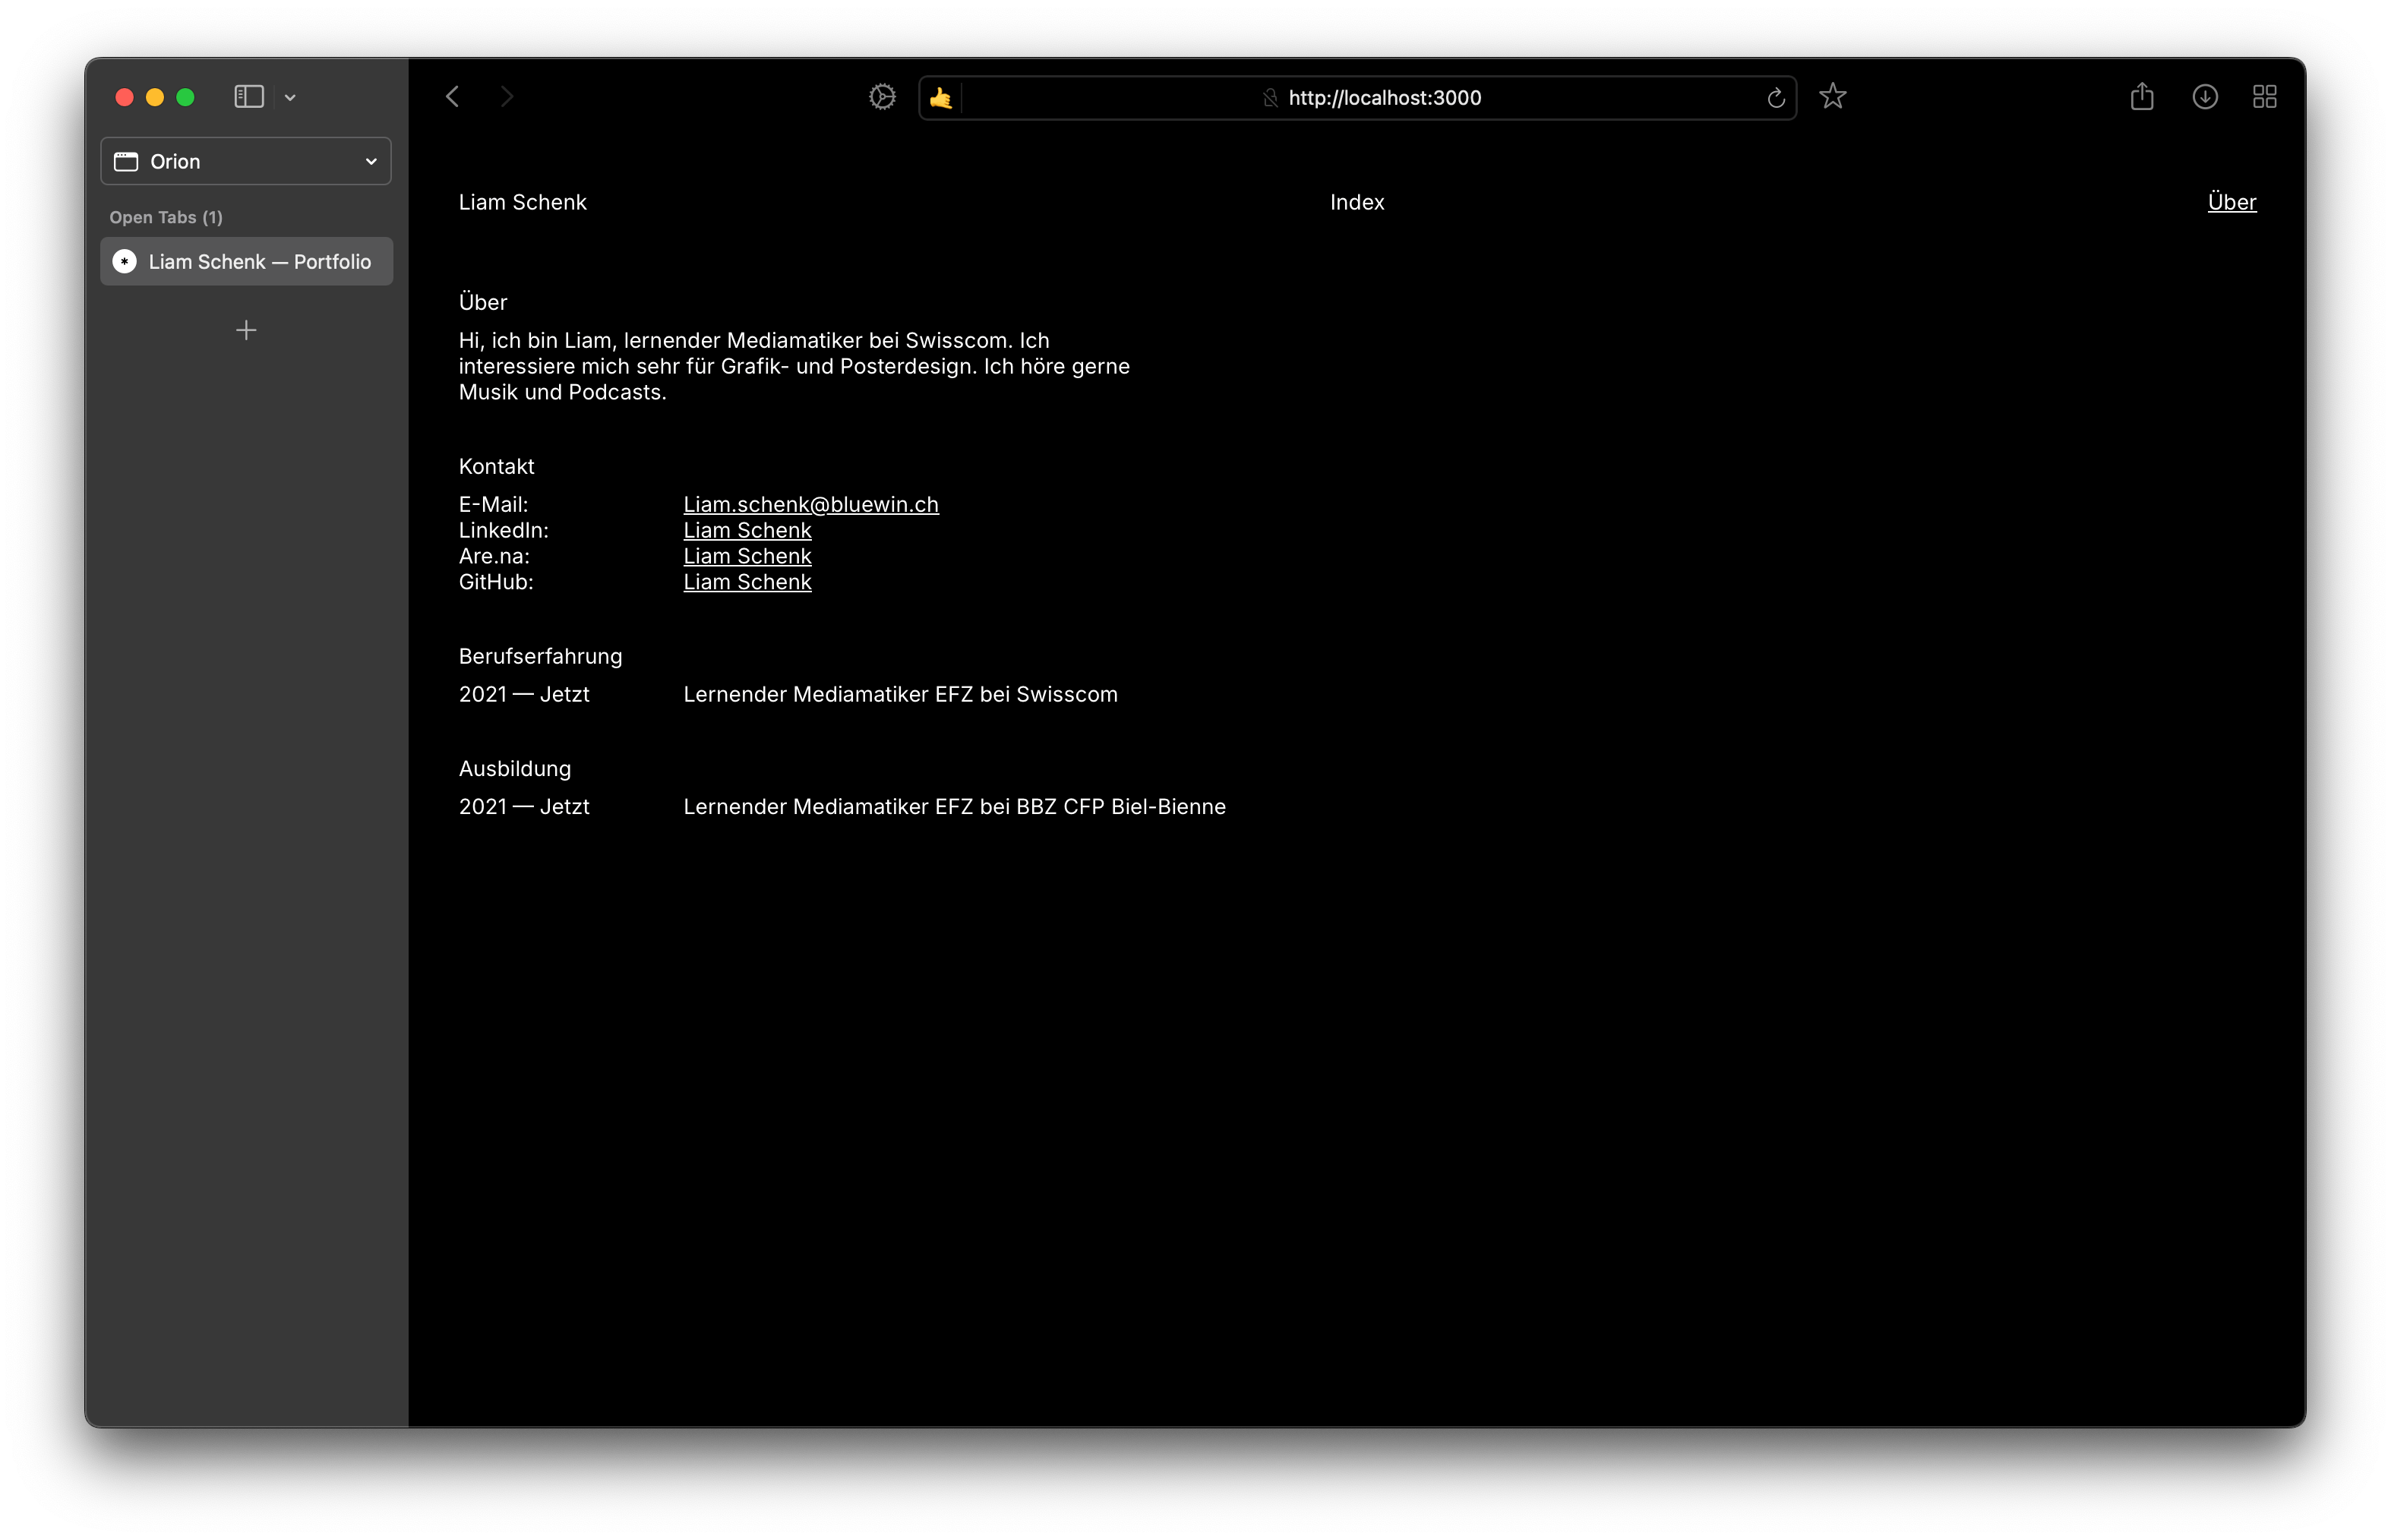 http://localhost:3000
Orion
Open Tabs (1)
Liam Schenk — Portfolio
Liam Schenk
Index
Über
Über
Hi, ich bin Liam, lernender Mediamatiker bei Swisscom. Ich
interessiere mich sehr für Grafik- und Posterdesign. Ich höre gerne
Musik und Podcasts.
Kontakt
E-Mail: Liam.schenk@bluewin.ch
LinkedIn: Liam Schenk
Are.na: Liam Schenk
GitHub: Liam Schenk
Berufserfahrung
2021 — Jetzt Lernender Mediamatiker EFZ bei Swisscom
Ausbildung
2021 — Jetzt Lernender Mediamatiker EFZ bei BBZ CFP Biel-Bienne